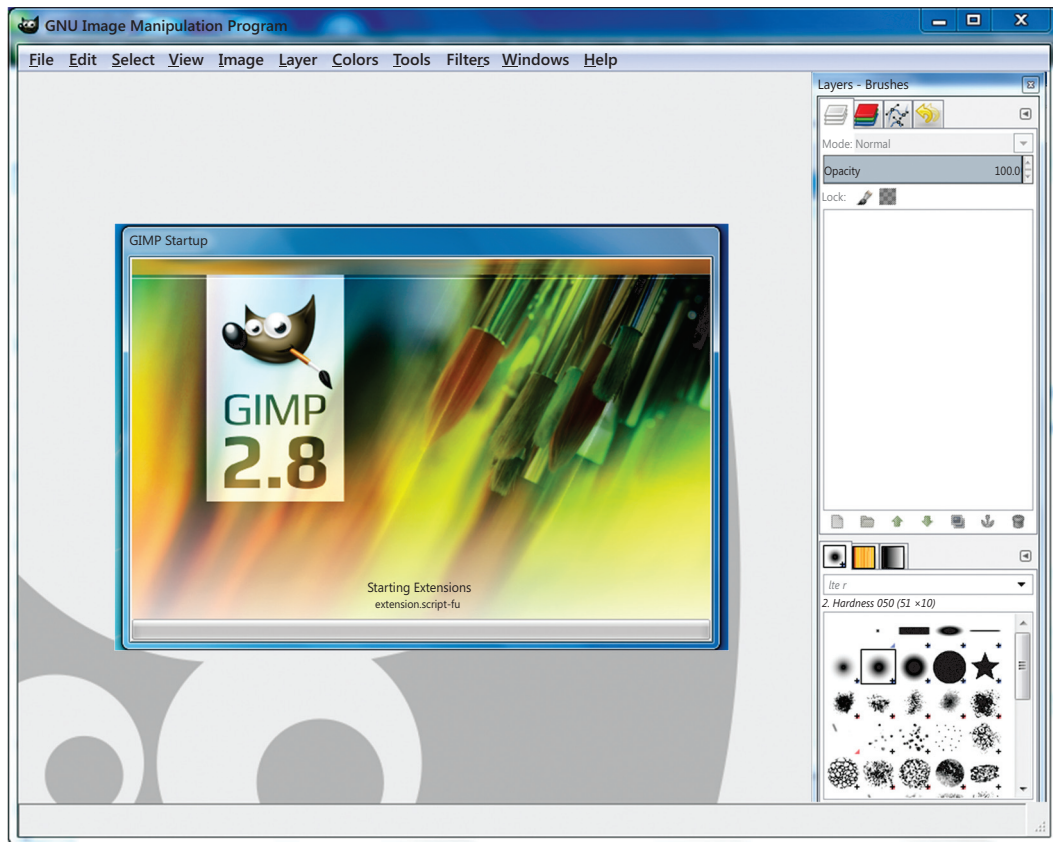 GNU Image Manipulation Program
File Edit Select View Image Layer Colors Tools Filters Windows Help
Layers - Brushes
Mode: Normal
Opacity 100.0
Lock:
GIMP Startup
GIMP
2.8
Starting Extensions
extension.script-fu
lte r
2. Hardness 050 (51 ×10)